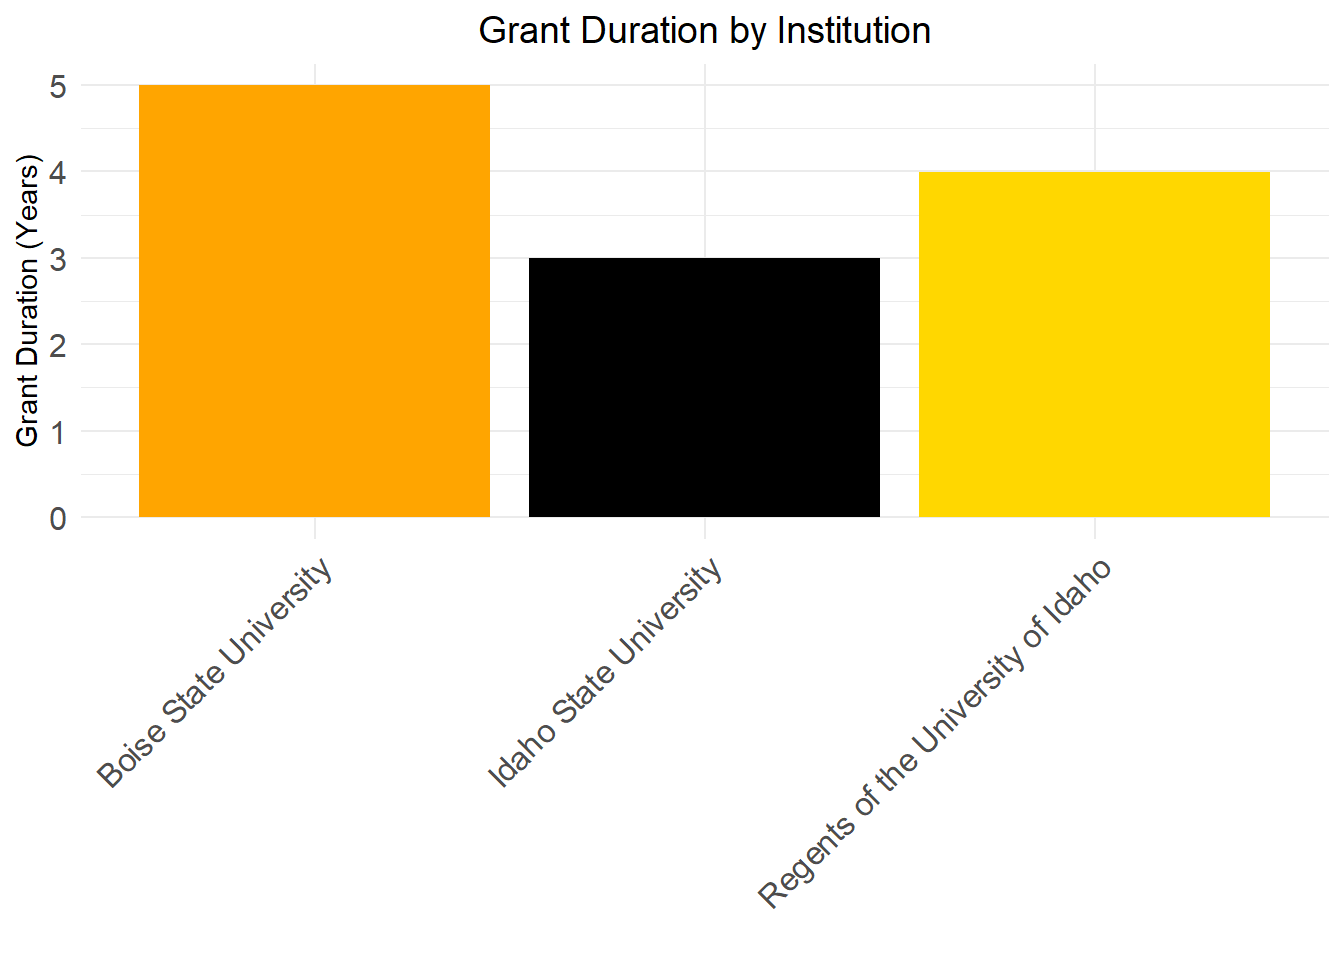 Grant Duration by Institution
Grant Duration (Years)
5
4
3
2
1
0
Boise State University
Idaho State University
Regents of the University of Idaho